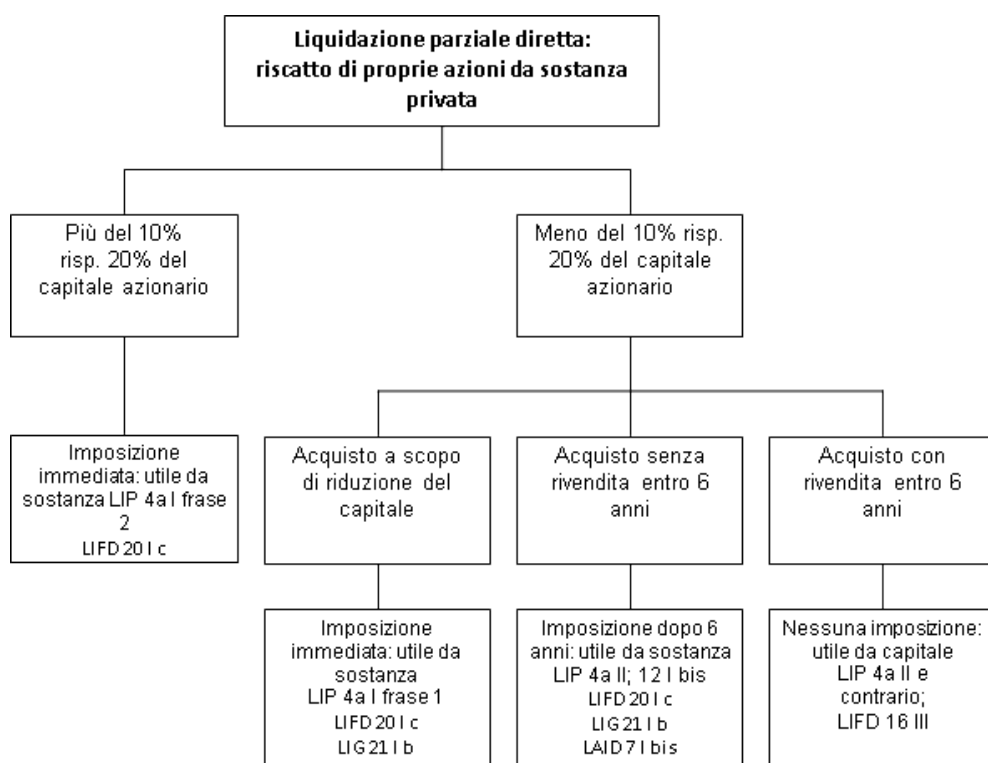 Liquidazione parziale diretta:
riscatto di proprie azioni da sostanza
privata
Più del 10%
risp. 20% del
capitale azionario
Meno del 10% risp.
20% del capitale
azionario
Imposizione
immediata: utile da
sostanza LIP 4a I frase
2
LIFD 20 I c
Acquisto a scopo
di riduzione del
capitale
Acquisto senza
rivendita entro 6
anni
Acquisto con
rivendita entro 6
anni
Imposizione
immediata: utile da
sostanza
LIP 4a I frase 1
LIFD 20 I c
LIG 21 I b
Imposizione dopo 6
anni: utile da sostanza
LIP 4a II; 12 I bis
LIFD 20 I c
LIG 21 I b
LAID 7 I bis
Nessuna imposizione:
utile da capitale
LIP 4a II e
contrario;
LIFD 16 III